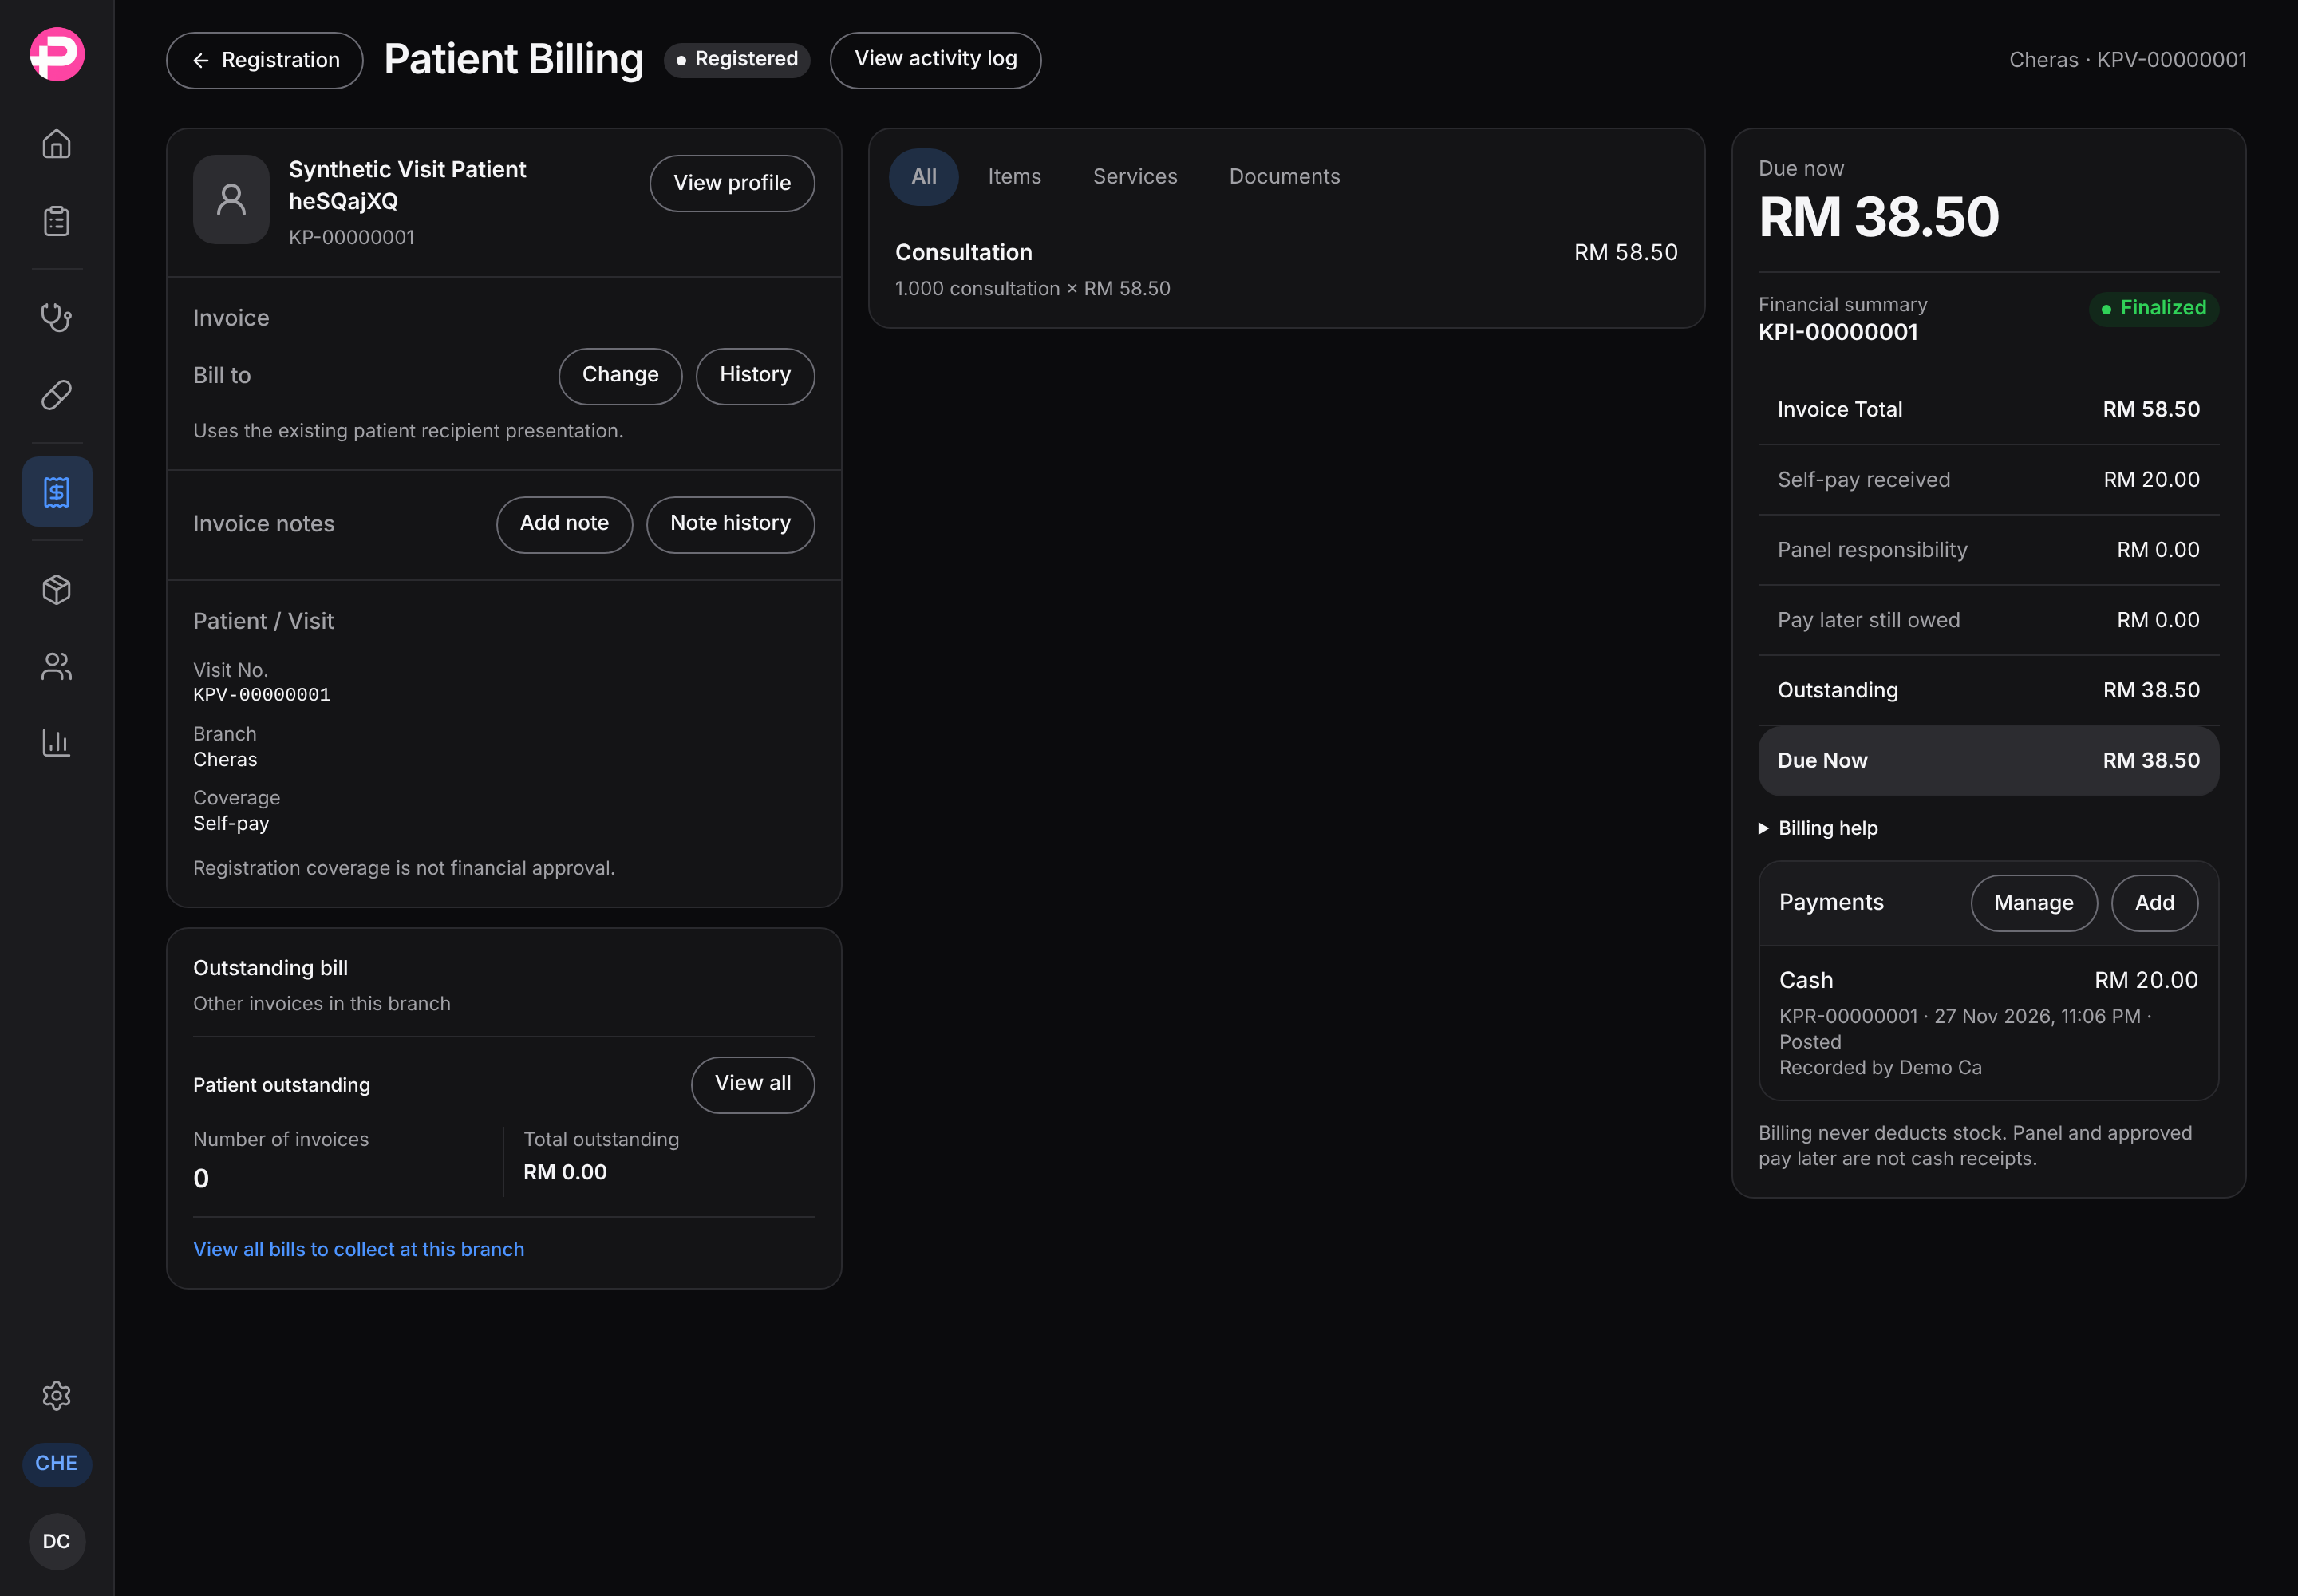 Registration
Patient Billing
Registered
View activity log
Cheras · KPV-00000001
Synthetic Visit Patient
heSQajXQ
KP-00000001
View profile
Invoice
Bill to
Change
History
Uses the existing patient recipient presentation.
Invoice notes
Add note
Note history
Patient / Visit
Visit No.
KPV-00000001
Branch
Cheras
Coverage
Self-pay
Registration coverage is not financial approval.
Outstanding bill
Other invoices in this branch
Patient outstanding
View all
Number of invoices
0
Total outstanding
RM 0.00
View all bills to collect at this branch
All
Items
Services
Documents
Consultation
RM 58.50
1.000 consultation × RM 58.50
Due now
RM 38.50
Financial summary
KPI-00000001
Finalized
Invoice Total
RM 58.50
Self-pay received
RM 20.00
Panel responsibility
RM 0.00
Pay later still owed
RM 0.00
Outstanding
RM 38.50
Due Now
RM 38.50
Billing help
Payments
Manage
Add
Cash
RM 20.00
KPR-00000001 · 27 Nov 2026, 11:06 PM ·
Posted
Recorded by Demo Ca
Billing never deducts stock. Panel and approved
pay later are not cash receipts.
CHE
DC